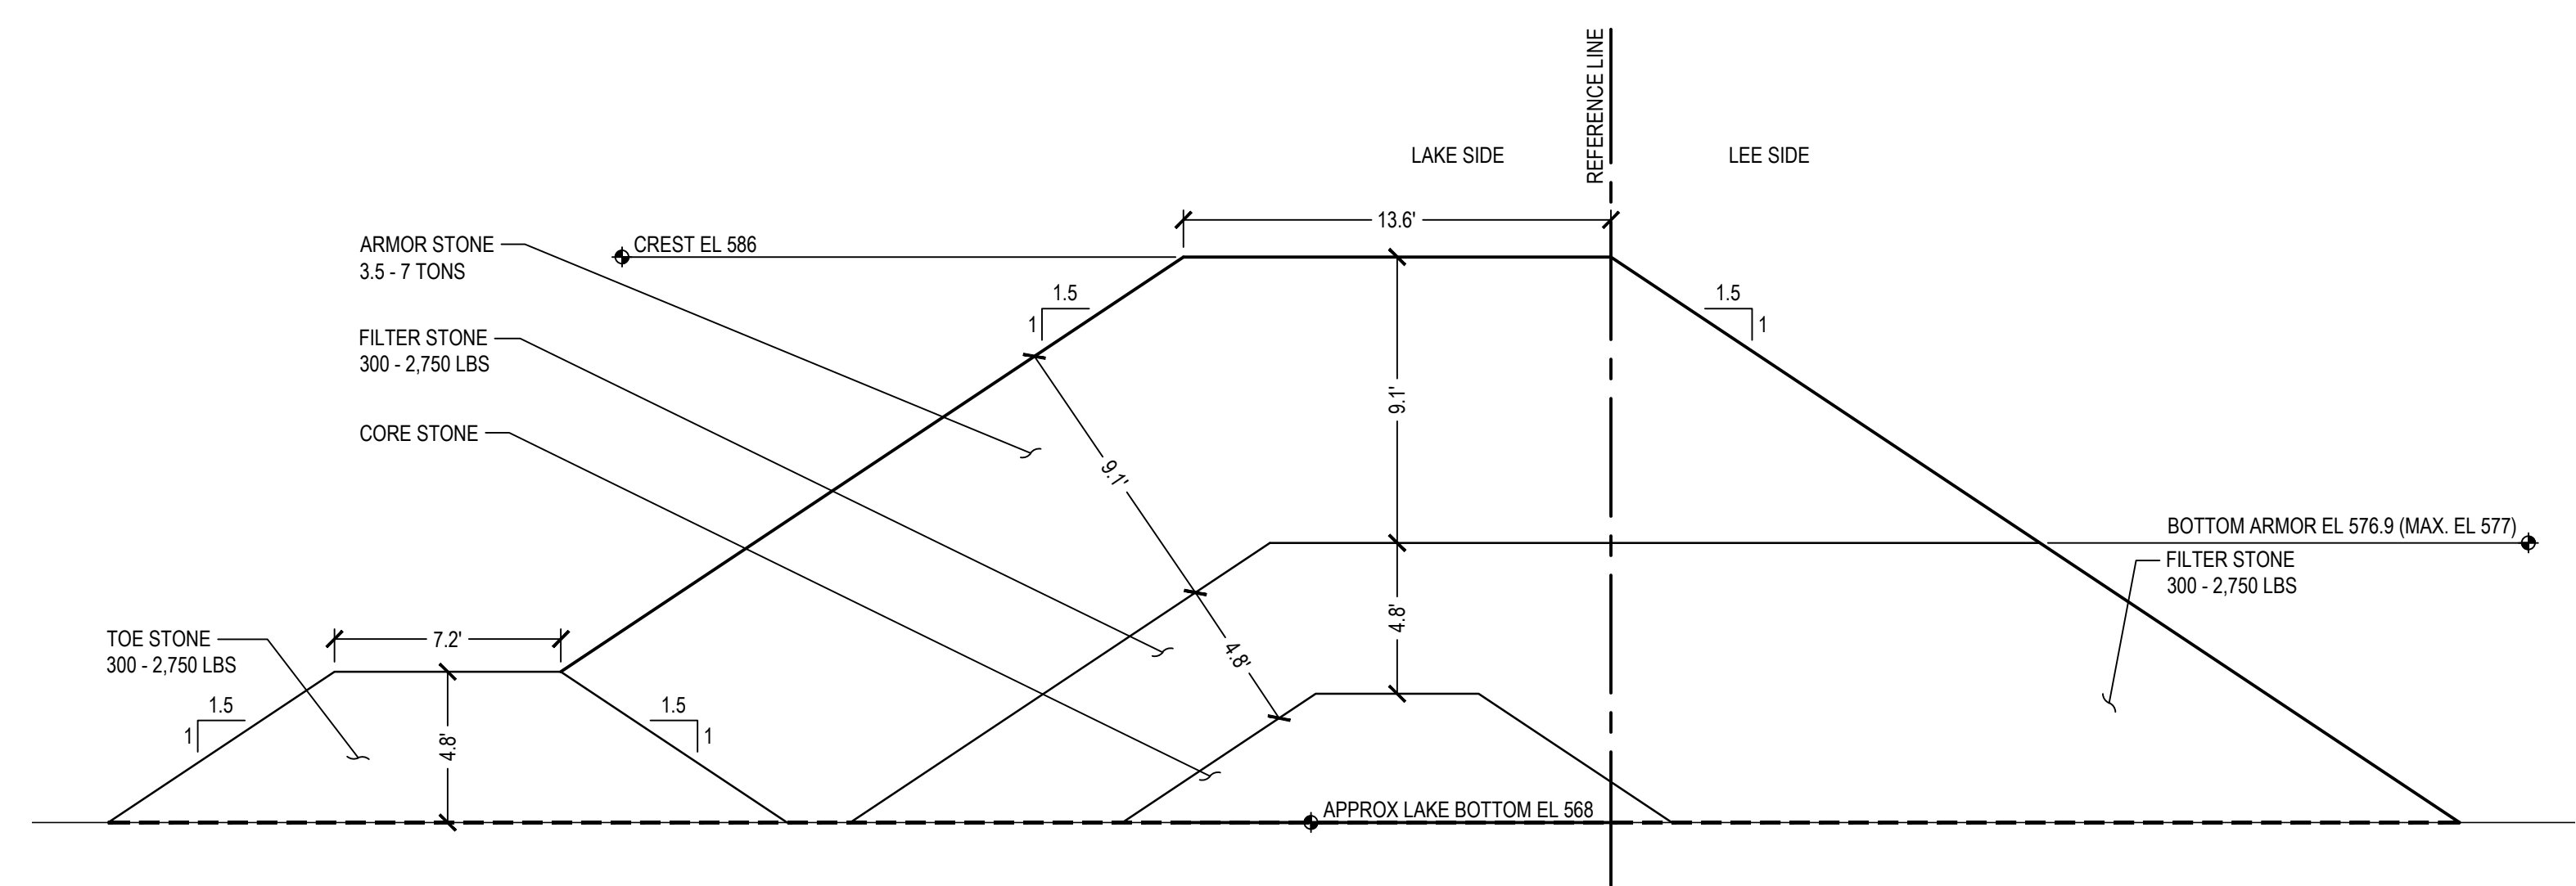 REFERENCE LINE
LAKE SIDE
LEE SIDE
13.6'
ARMOR STONE
3.5 - 7 TONS
CREST EL 586
1.5
1
1.5
1
FILTER STONE
300 - 2,750 LBS
9.1'
CORE STONE
9.1'
BOTTOM ARMOR EL 576.9 (MAX. EL 577)
FILTER STONE
300 - 2,750 LBS
4.8'
4.8'
TOE STONE
300 - 2,750 LBS
7.2'
1.5
1
4.8'
1.5
1
APPROX LAKE BOTTOM EL 568